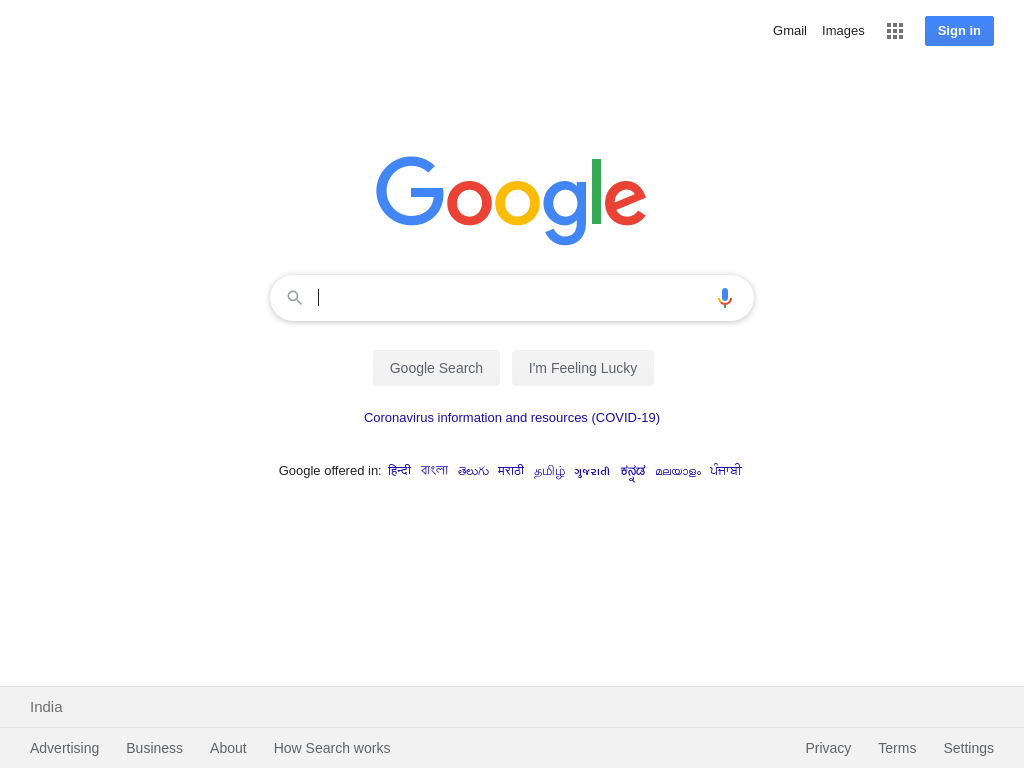 Gmail Images Sign in
Google
Google Search I'm Feeling Lucky
Coronavirus information and resources (COVID-19)
Google offered in: हिन्दी বাংলা తెలుగు मराठी தமிழ் ગુજરાતી ಕನ್ನಡ മലയാളം ਪੰਜਾਬੀ
India
Advertising Business About How Search works Privacy Terms Settings